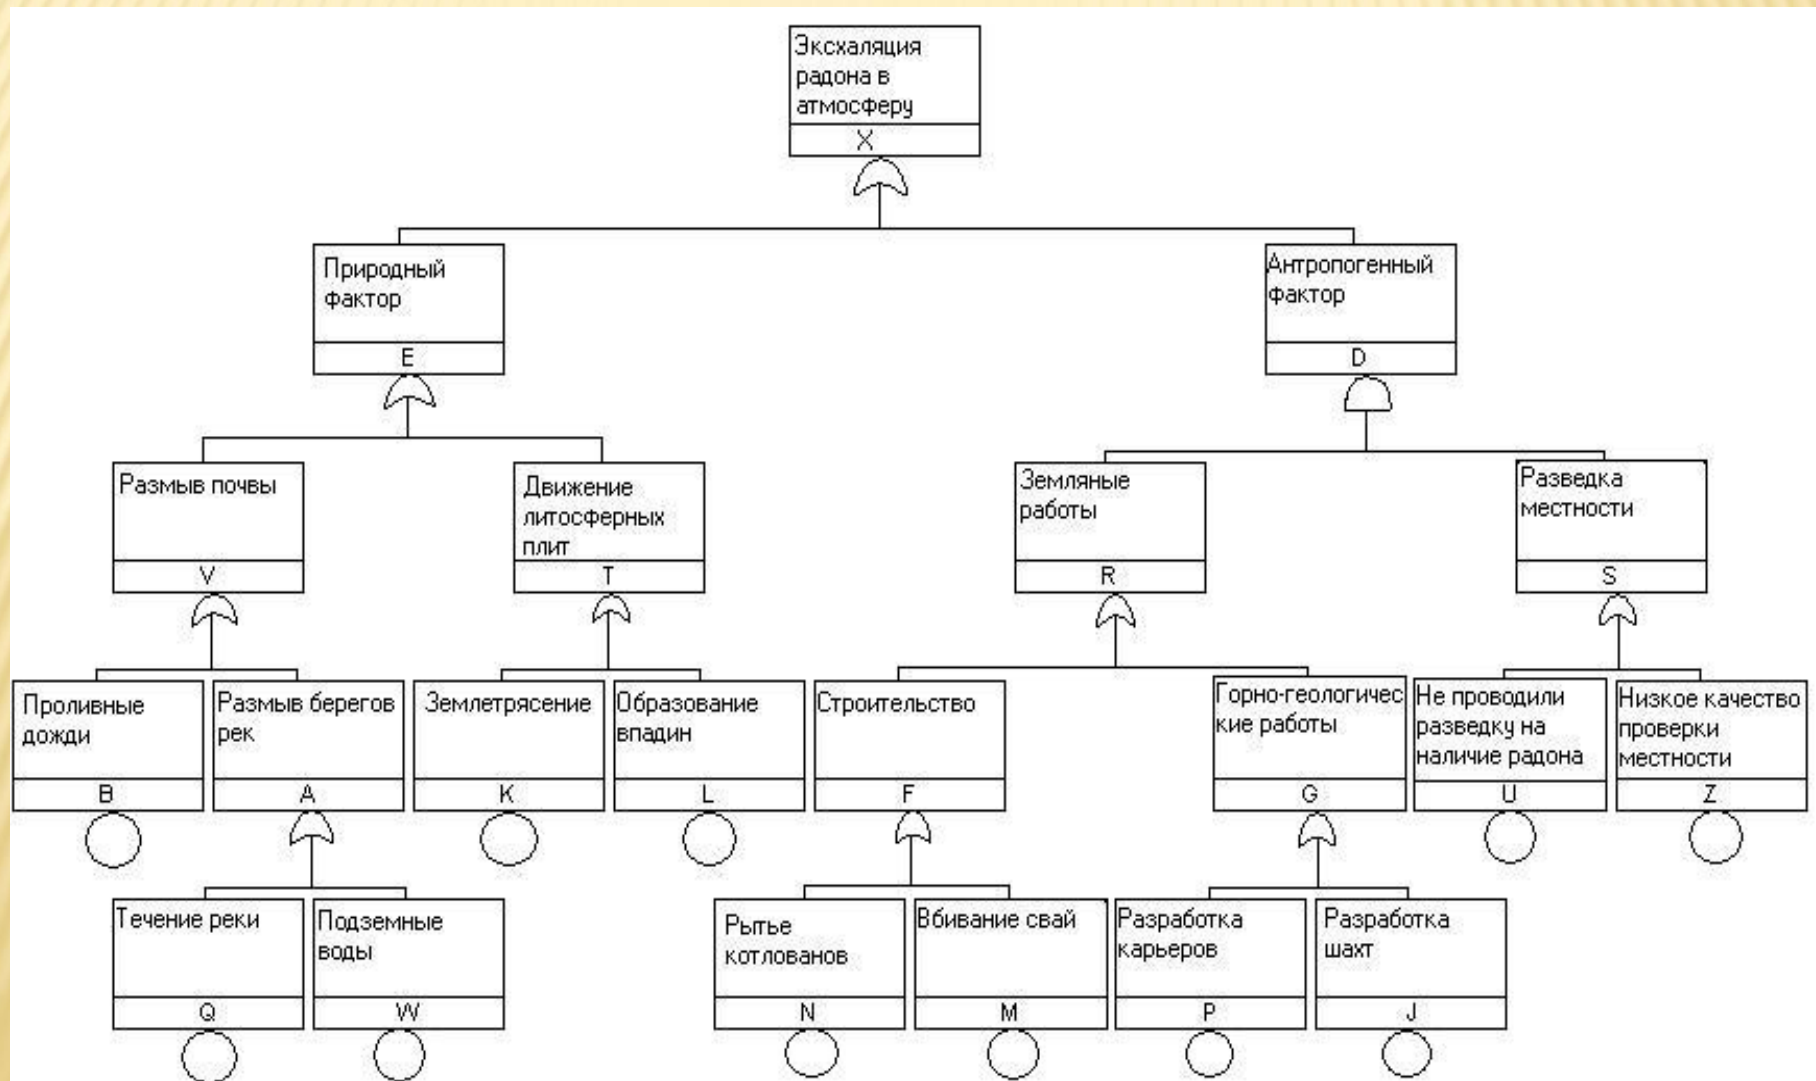 Эксхаляция
радона в
атмосферу
X
Природный
фактор
E
Антропогенный
фактор
D
Размыв почвы
V
Движение
литосферных
плит
T
Земляные
работы
R
Разведка
местности
S
Проливные
дожди
B
Размыв берегов
рек
A
Землетрясение
K
Образование
впадин
L
Строительство
F
Горно-геологичес
кие работы
G
Не проводили
разведку на
наличие радона
U
Низкое качество
проверки
местности
Z
Течение реки
Q
Подземные
воды
W
Рытье
котлованов
N
Вбивание свай
M
Разработка
карьеров
P
Разработка
шахт
J